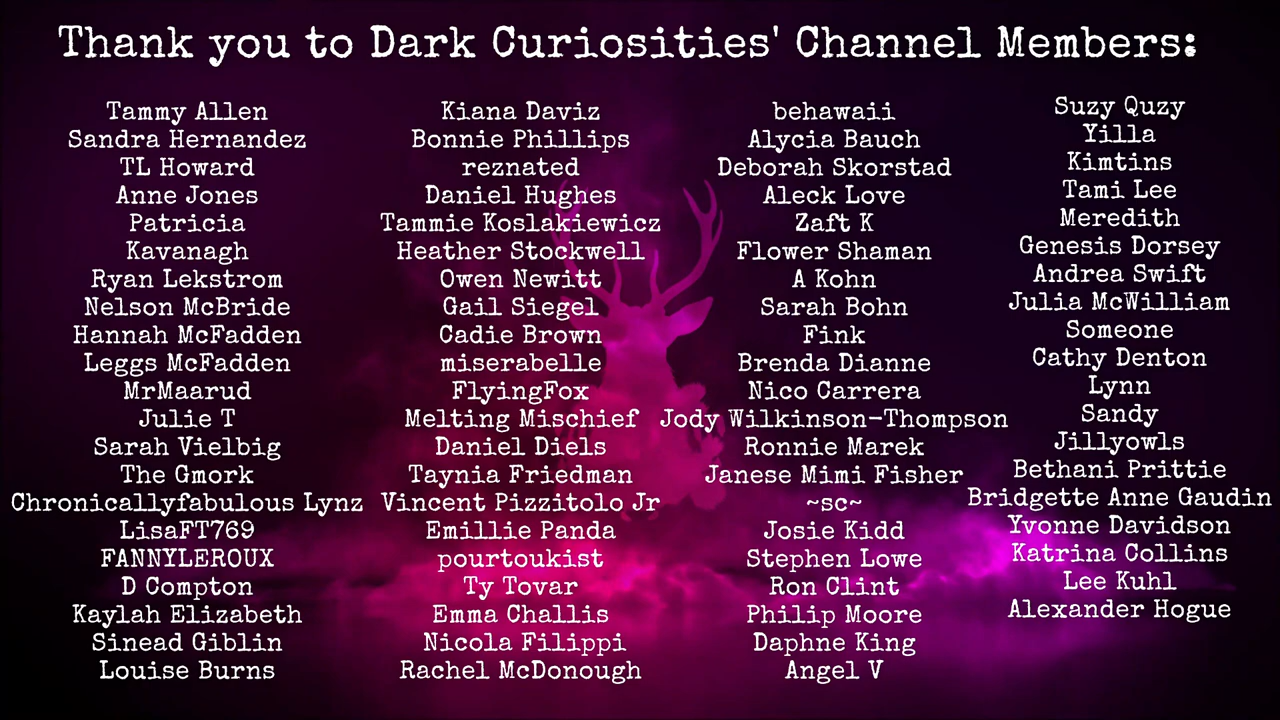 Thank you to Dark Curiosities' Channel Members:
Tammy Allen
Sandra Hernandez
TL Howard
Anne Jones
Patricia
Kavanagh
Ryan Lekstrom
Nelson McBride
Hannah McFadden
Leggs McFadden
MrMaarud
Julie T
Sarah Vielbig
The Gmork
Chronicallyfabulous Lynz
LisaFT769
FANNYLEROUX
D Compton
Kaylah Elizabeth
Sinead Giblin
Louise Burns
Kiana Daviz
Bonnie Phillips
reznated
Daniel Hughes
Tammie Koslakiewicz
Heather Stockwell
Owen Newitt
Gail Siegel
Cadie Brown
miserabelle
FlyingFox
Melting Mischief
Daniel Diels
Taynia Friedman
Vincent Pizzitolo Jr
Emillie Panda
pourtoukist
Ty Tovar
Emma Challis
Nicola Filippi
Rachel McDonough
behawaii
Alycia Bauch
Deborah Skorstad
Aleck Love
Zaft K
Flower Shaman
A Kohn
Sarah Bohn
Fink
Brenda Dianne
Nico Carrera
Jody Wilkinson-Thompson
Ronnie Marek
Janese Mimi Fisher
~sc~
Josie Kidd
Stephen Lowe
Ron Clint
Philip Moore
Daphne King
Angel V
Suzy Quzy
Yilla
Kimtins
Tami Lee
Meredith
Genesis Dorsey
Andrea Swift
Julia McWilliam
Someone
Cathy Denton
Lynn
Sandy
Jillyowls
Bethani Prittie
Bridgette Anne Gaudin
Yvonne Davidson
Katrina Collins
Lee Kuhl
Alexander Hogue